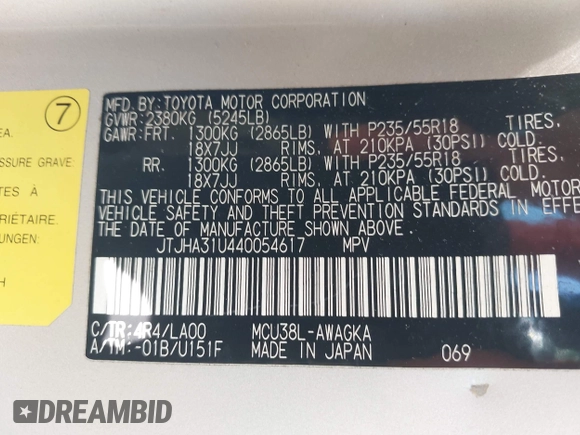 7
EA.
ESSURE GRAVE
TES À
RIÉTAIRE.
UNGEN:
H
MFD.BY:TOYOTA MOTOR CORPORATION
GVWR:2380KG (5245LB)
GAWR:FRT. 1300KG (2865LB) WITH P235/55R18 TIRES,
18X7JJ RIMS, AT 210KPA (30PSI) COLD.
RR. 1300KG (2865LB) WITH P235/55R18 TIRES,
18X7JJ RIMS, AT 210KPA (30PSI) COLD.
THIS VEHICLE CONFORMS TO ALL APPLICABLE FEDERAL MOTOR
VEHICLE SAFETY AND THEFT PREVENTION STANDARDS IN EFFE
THE DATE OF MANUFACTURE SHOWN ABOVE.
JTJHA31U440054617 MPV
C/TR:4R4/LA00 MCU38L-AWAGKA
A/TM:-01B/U151F MADE IN JAPAN 069
DREAMBID